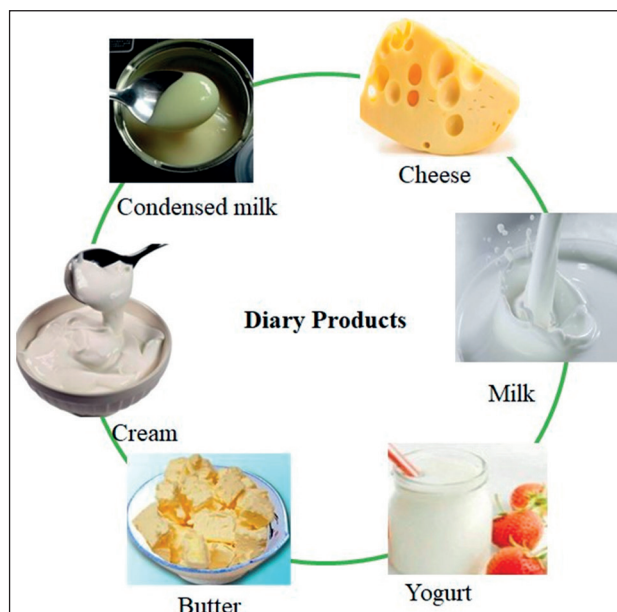 Condensed milk
Cheese
Diary Products
Milk
Cream
Yogurt
Butter